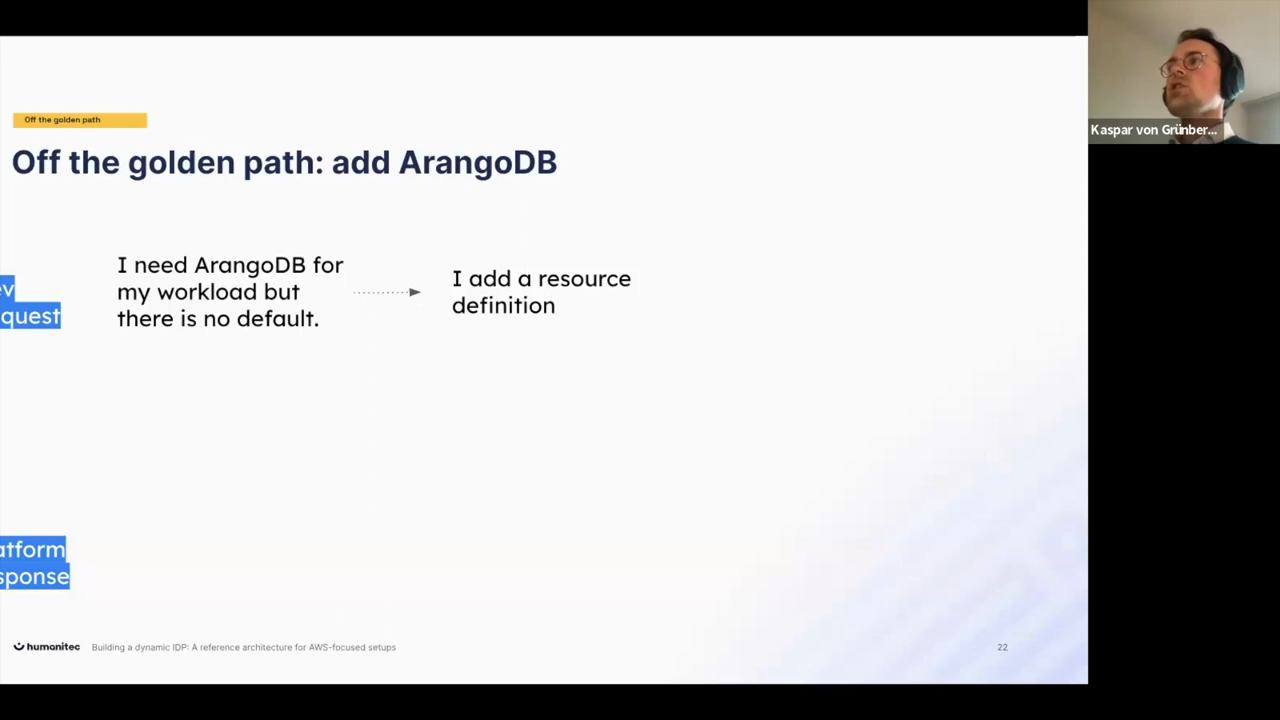 Kaspar von Grünber...
Off the golden path
Off the golden path: add ArangoDB
ev
quest
I need ArangoDB for
my workload but
there is no default.
I add a resource
definition
atform
sponse
humanitec
Building a dynamic IDP: A reference architecture for AWS-focused setups
22